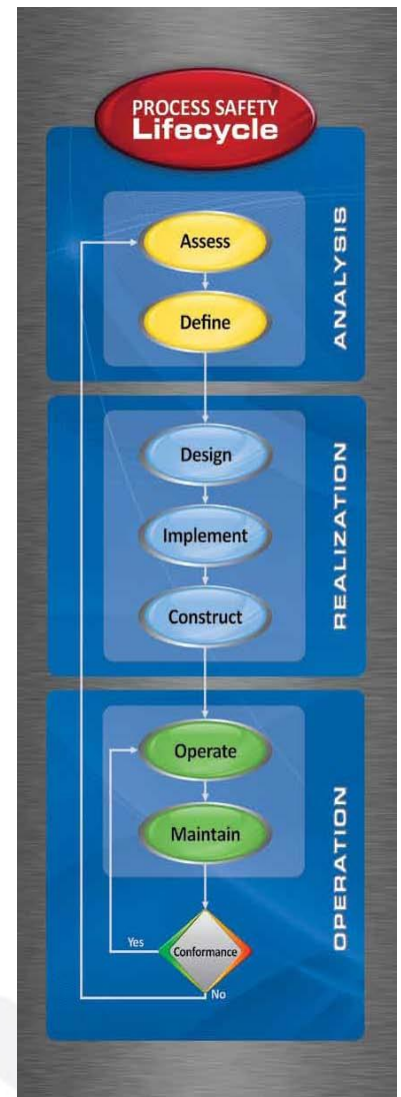 PROCESS SAFETY
Lifecycle
ANALYSIS
Assess
Define
REALIZATION
Design
Implement
Construct
OPERATION
Operate
Maintain
Conformance
Yes
No